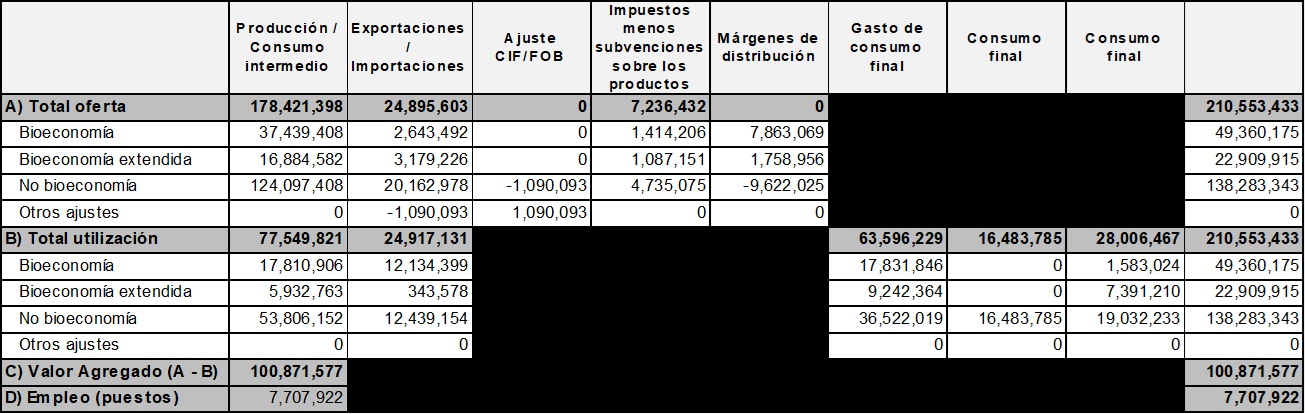 Producción / Consumo intermedio Exportaciones / Importaciones Ajuste CIF/FOB Impuestos menos subvenciones sobre los productos Márgenes de distribución Gasto de consumo final Consumo final Consumo final
A) Total oferta 178,421,398 24,895,603 0 7,236,432 0 210,553,433
Bioeconomía 37,439,408 2,643,492 0 1,414,206 7,863,069 49,360,175
Bioeconomía extendida 16,884,582 3,179,226 0 1,087,151 1,758,956 22,909,915
No bioeconomía 124,097,408 20,162,978 -1,090,093 4,735,075 -9,622,025 138,283,343
Otros ajustes 0 -1,090,093 1,090,093 0 0 0
B) Total utilización 77,549,821 24,917,131 63,596,229 16,483,785 28,006,467 210,553,433
Bioeconomía 17,810,906 12,134,399 17,831,846 0 1,583,024 49,360,175
Bioeconomía extendida 5,932,763 343,578 9,242,364 0 7,391,210 22,909,915
No bioeconomía 53,806,152 12,439,154 36,522,019 16,483,785 19,032,233 138,283,343
Otros ajustes 0 0 0 0 0 0
C) Valor Agregado (A - B) 100,871,577 100,871,577
D) Empleo (puestos) 7,707,922 7,707,922